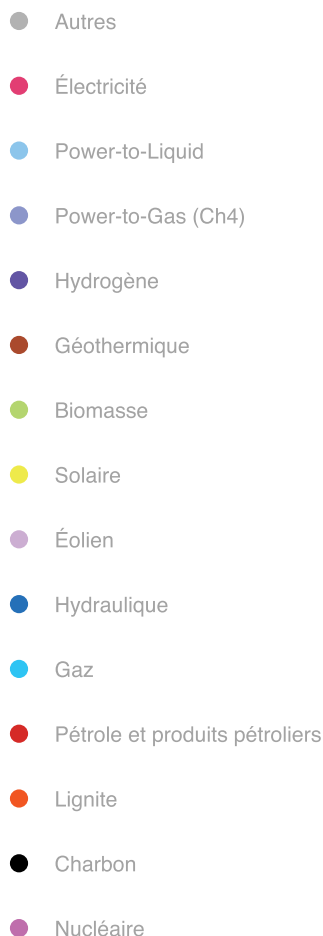 Autres
Électricité
Power-to-Liquid
Power-to-Gas (Ch4)
Hydrogène
Géothermique
Biomasse
Solaire
Éolien
Hydraulique
Gaz
Pétrole et produits pétroliers
Lignite
Charbon
Nucléaire